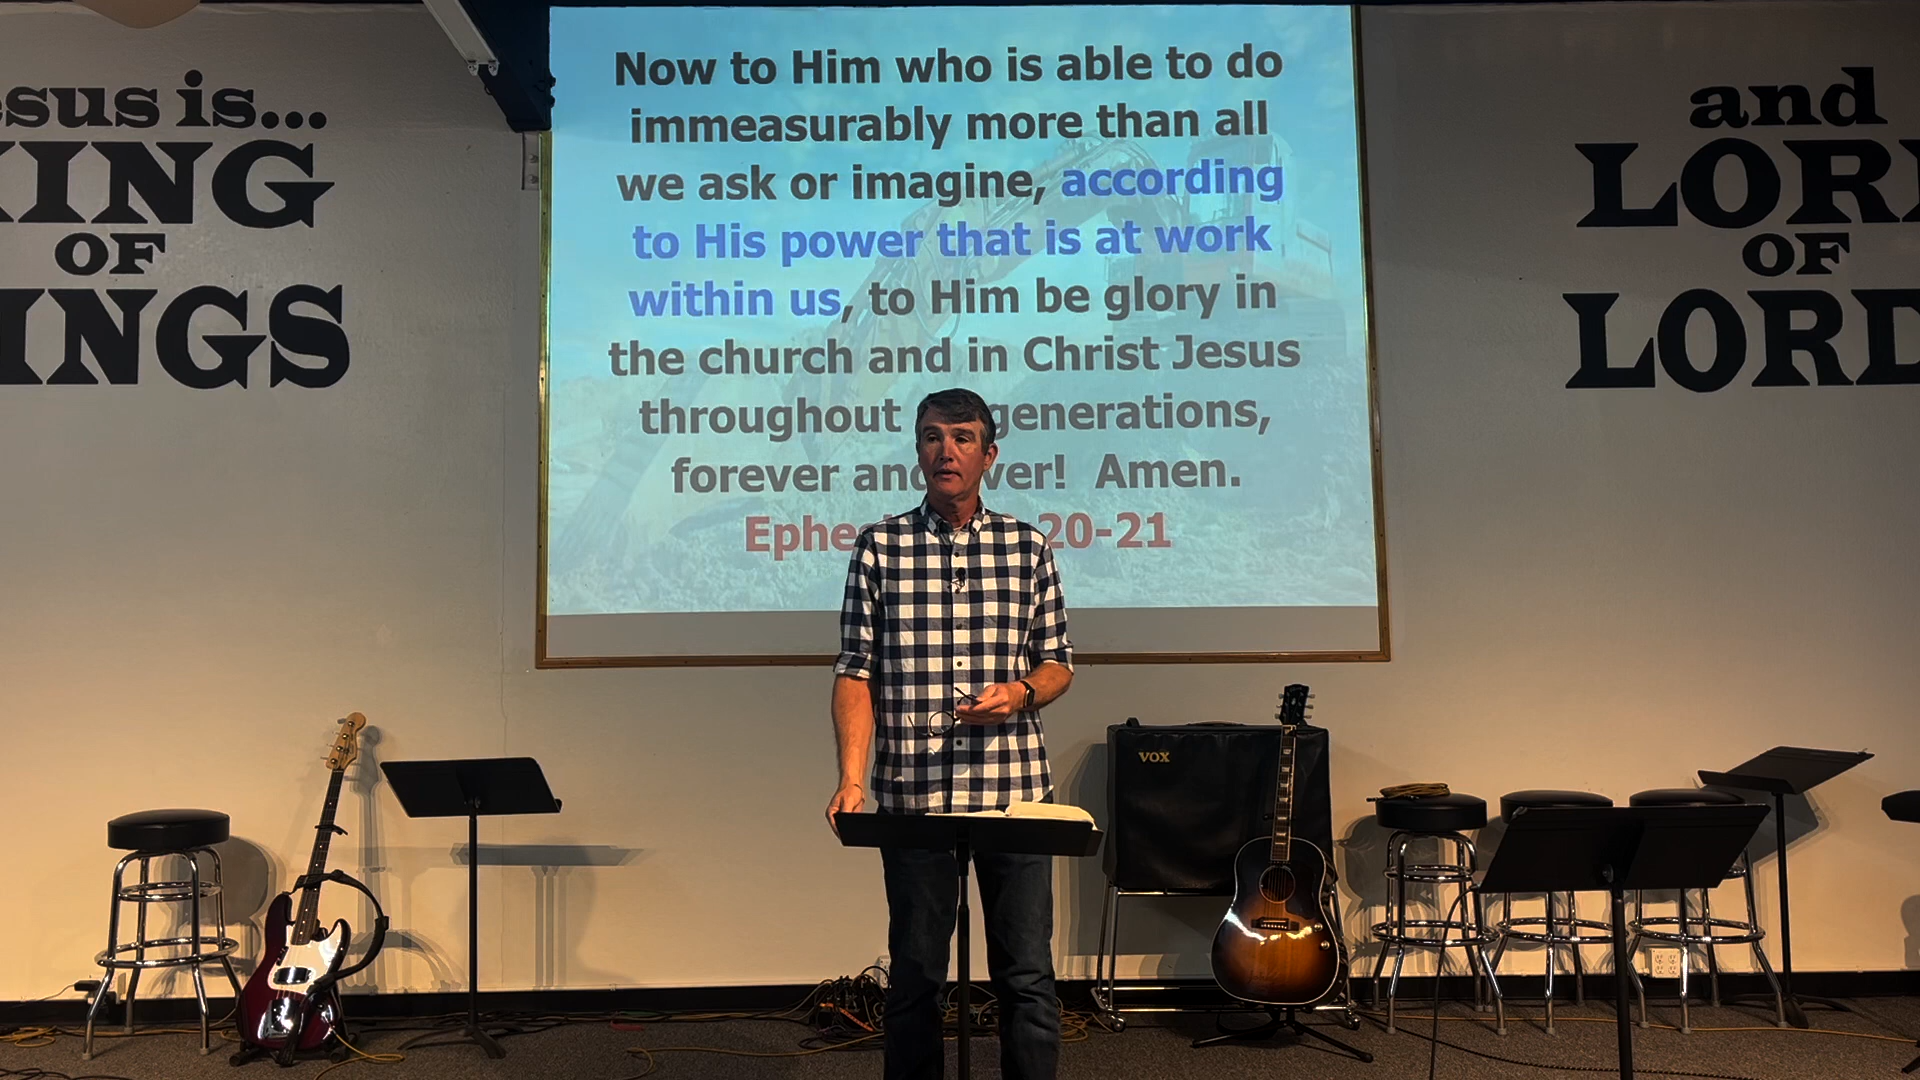 esus is...
KING
OF
INGS
Now to Him who is able to do
immeasurably more than all
we ask or imagine, according
to His power that is at work
within us, to Him be glory in
the church and in Christ Jesus
throughout generations,
forever and ver! Amen.
Ephes 20-21
and
LOR
OF
LORD
VOX